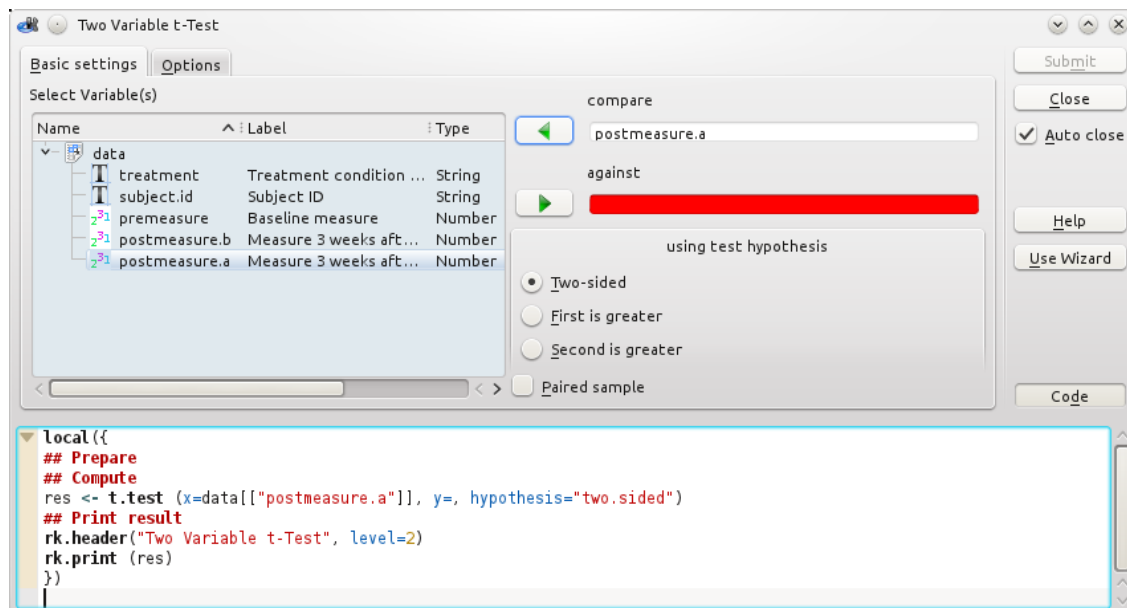 Two Variable t-Test
Basic settings
Options
Submit
Select Variable(s)
compare
Close
Name Label Type
postmeasure.a
Auto close
data
against
treatment Treatment condition ... String
subject.id Subject ID String
premeasure Baseline measure Number
Help
postmeasure.b Measure 3 weeks aft... Number
using test hypothesis
postmeasure.a Measure 3 weeks aft... Number
Use Wizard
Two-sided
First is greater
Second is greater
Paired sample
Code
local({
## Prepare
## Compute
res <- t.test (x=data[["postmeasure.a"]], y=, hypothesis="two.sided")
## Print result
rk.header("Two Variable t-Test", level=2)
rk.print (res)
})